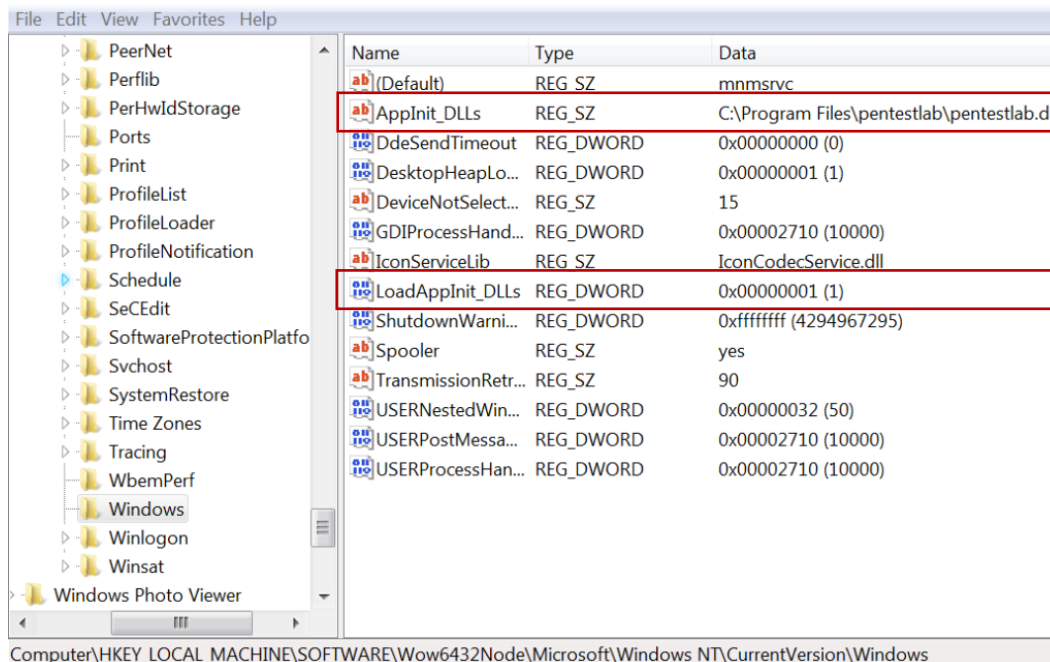 File Edit View Favorites Help
PeerNet
Perflib
PerHwIdStorage
Ports
Print
ProfileList
ProfileLoader
ProfileNotification
Schedule
SeCEdit
SoftwareProtectionPlatfo
Svchost
SystemRestore
Time Zones
Tracing
WbemPerf
Windows
Winlogon
Winsat
Windows Photo Viewer
Name Type Data
(Default) REG_SZ mnmsrvc
AppInit_DLLs REG_SZ C:\Program Files\pentestlab\pentestlab.d
DdeSendTimeout REG_DWORD 0x00000000 (0)
DesktopHeapLo... REG_DWORD 0x00000001 (1)
DeviceNotSelect... REG_SZ 15
GDIProcessHand... REG_DWORD 0x00002710 (10000)
IconServiceLib REG_SZ IconCodecService.dll
LoadAppInit_DLLs REG_DWORD 0x00000001 (1)
ShutdownWarni... REG_DWORD 0xffffffff (4294967295)
Spooler REG_SZ yes
TransmissionRetr... REG_SZ 90
USERNestedWin... REG_DWORD 0x00000032 (50)
USERPostMessa... REG_DWORD 0x00002710 (10000)
USERProcessHan... REG_DWORD 0x00002710 (10000)
Computer\HKEY_LOCAL_MACHINE\SOFTWARE\Wow6432Node\Microsoft\Windows NT\CurrentVersion\Windows